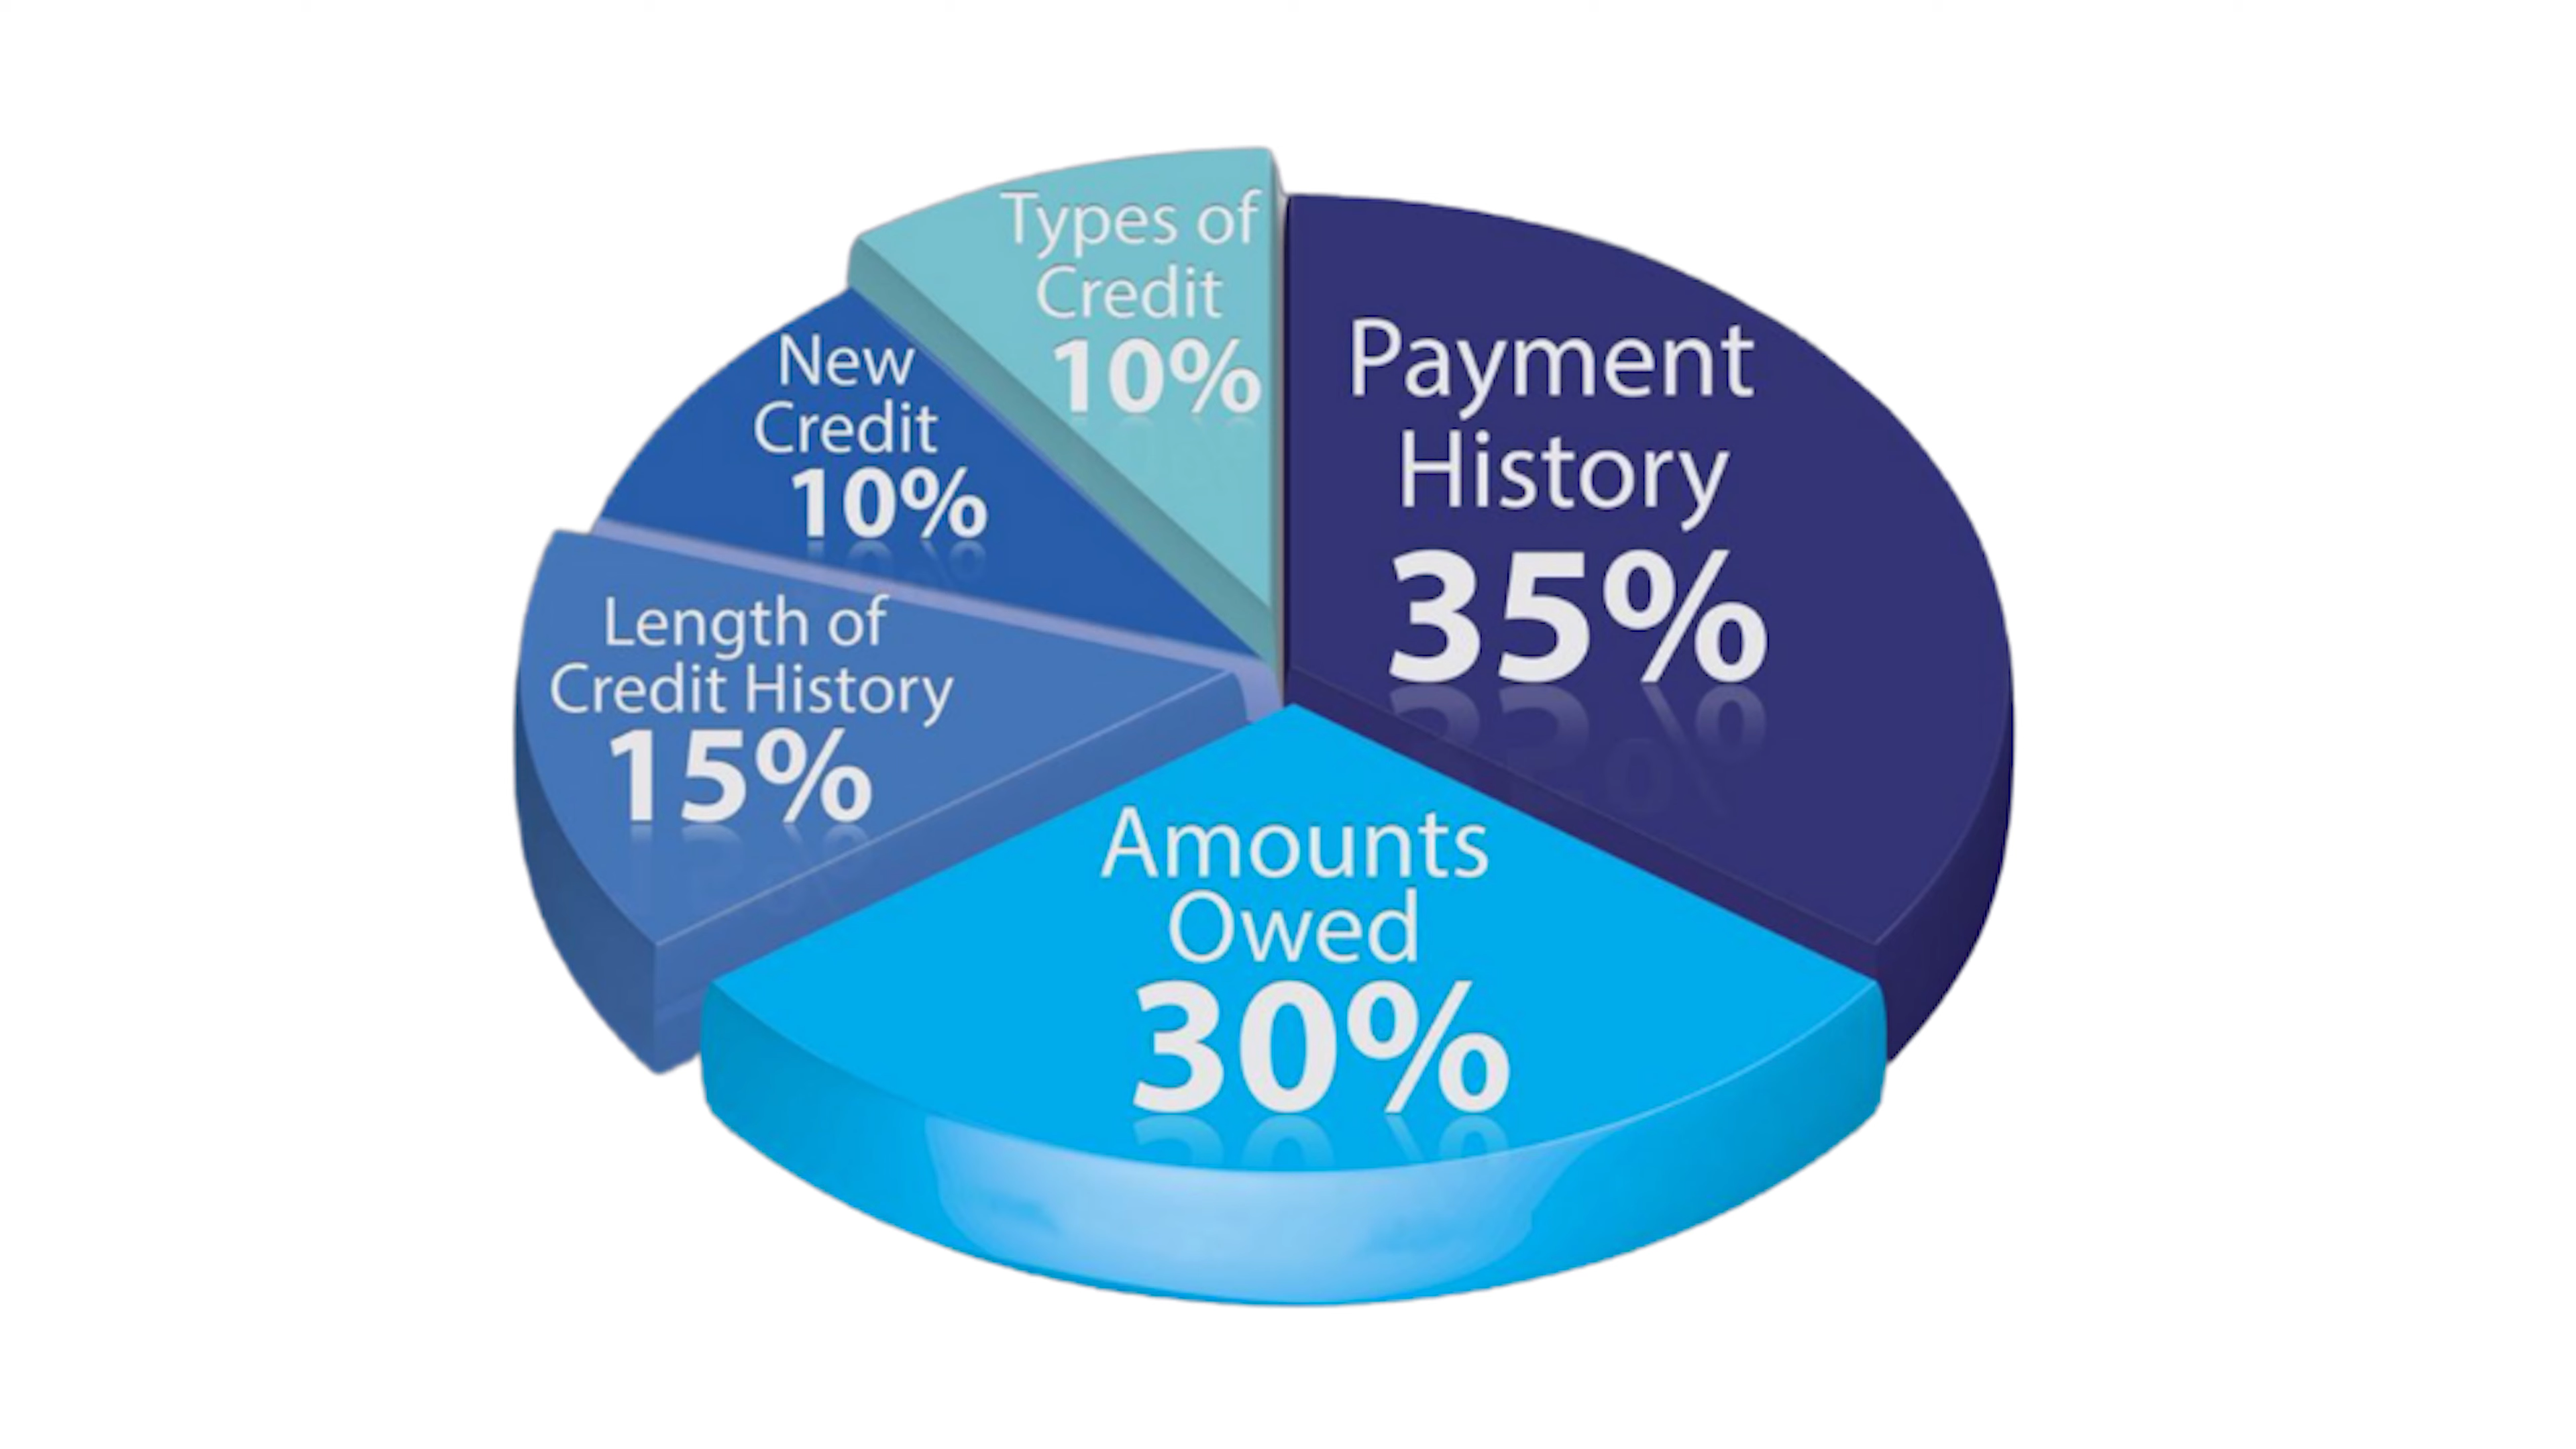 Types of
Credit
10%
Payment
History
35%
New
Credit
10%
Length of
Credit History
15%
Amounts
Owed
30%